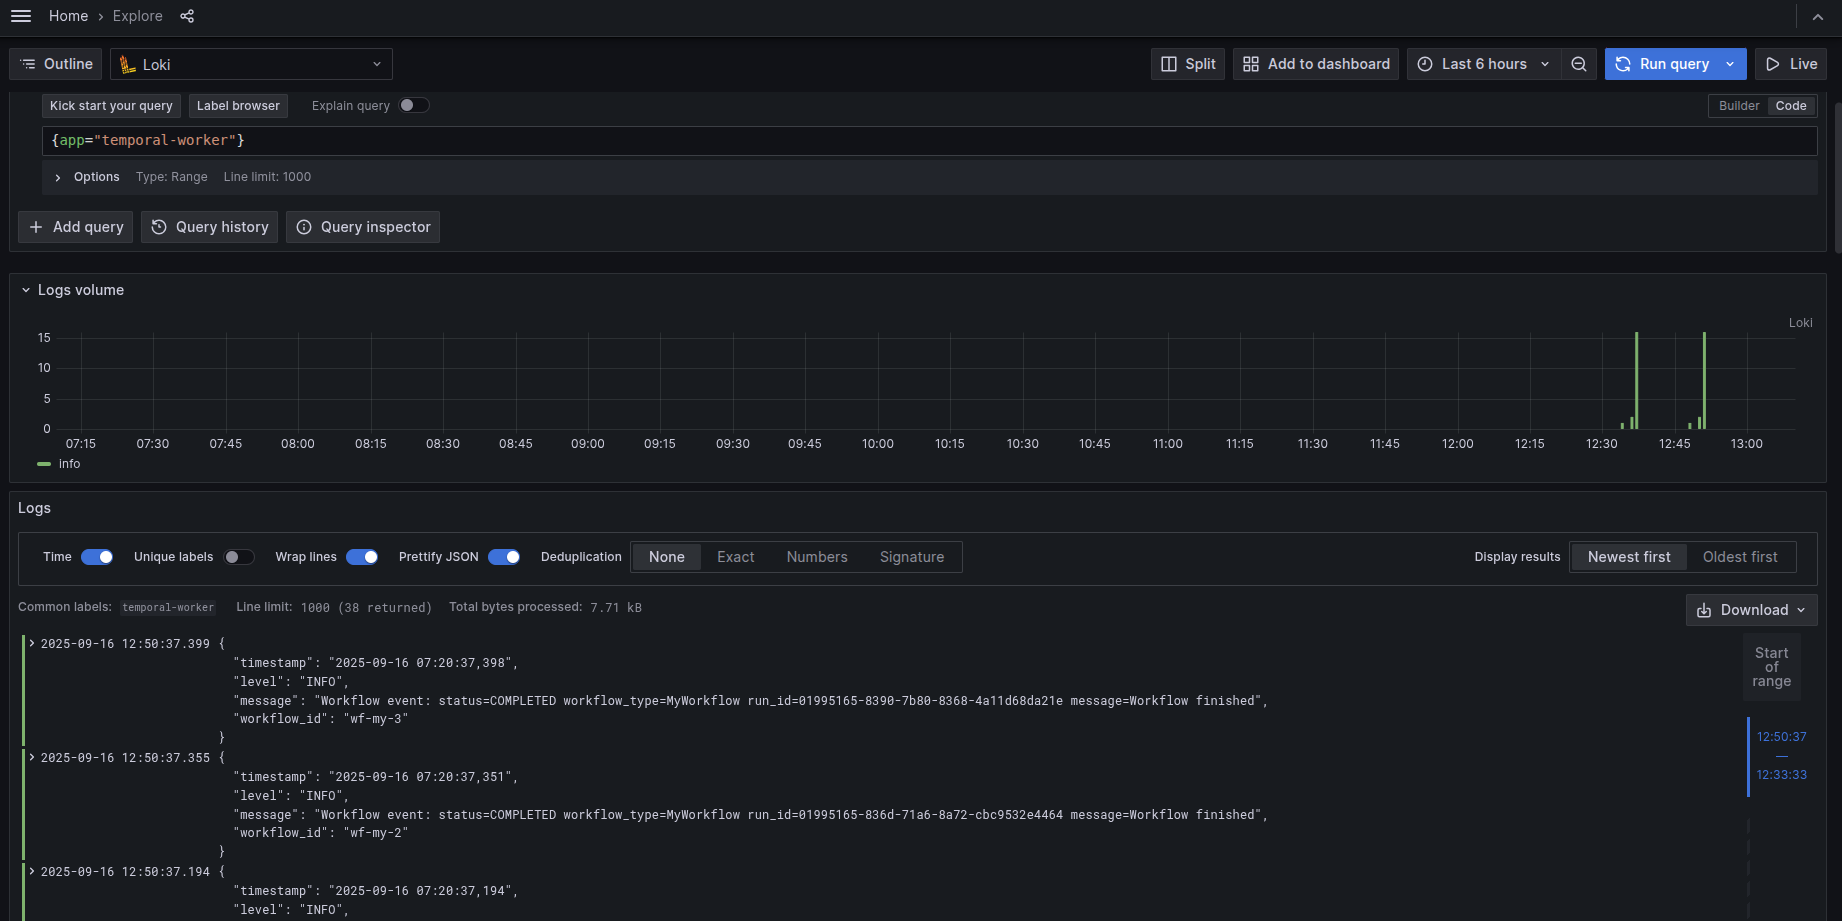 Home › Explore
Outline Loki Split Add to dashboard Last 6 hours Run query Live
Kick start your query Label browser Explain query Builder Code
{app="temporal-worker"}
Options Type: Range Line limit: 1000
Add query Query history Query inspector
Logs volume
Loki
15
10
5
0
07:15 07:30 07:45 08:00 08:15 08:30 08:45 09:00 09:15 09:30 09:45 10:00 10:15 10:30 10:45 11:00 11:15 11:30 11:45 12:00 12:15 12:30 12:45 13:00
info
Logs
Time Unique labels Wrap lines Prettify JSON Deduplication None Exact Numbers Signature Display results Newest first Oldest first
Common labels: temporal-worker Line limit: 1000 (38 returned) Total bytes processed: 7.71 kB Download
2025-09-16 12:50:37.399 {
"timestamp": "2025-09-16 07:20:37,398",
"level": "INFO",
"message": "Workflow event: status=COMPLETED workflow_type=MyWorkflow run_id=01995165-8390-7b80-8368-4a11d68da21e message=Workflow finished",
"workflow_id": "wf-my-3"
}
2025-09-16 12:50:37.355 {
"timestamp": "2025-09-16 07:20:37,351",
"level": "INFO",
"message": "Workflow event: status=COMPLETED workflow_type=MyWorkflow run_id=01995165-836d-71a6-8a72-cbc9532e4464 message=Workflow finished",
"workflow_id": "wf-my-2"
}
2025-09-16 12:50:37.194 {
"timestamp": "2025-09-16 07:20:37,194",
"level": "INFO",
Start
of
range
12:50:37
—
12:33:33